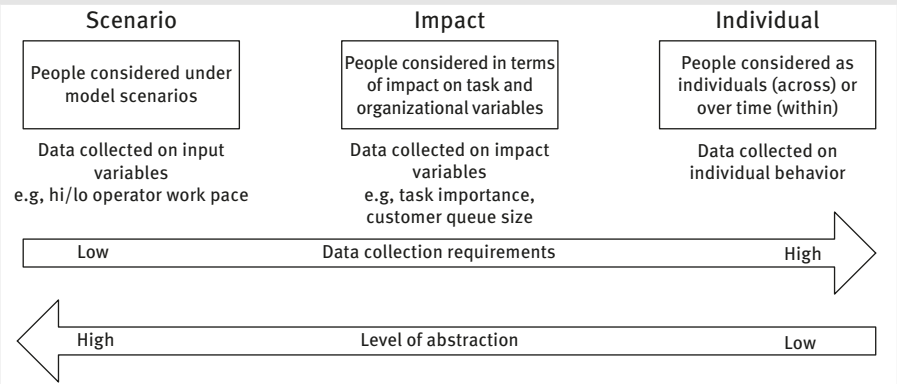 Scenario
People considered under
model scenarios
Data collected on input
variables
e.g, hi/lo operator work pace
Impact
People considered in terms
of impact on task and
organizational variables
Data collected on impact
variables
e.g, task importance,
customer queue size
Individual
People considered as
individuals (across) or
over time (within)
Data collected on
individual behavior
Low Data collection requirements High
High Level of abstraction Low